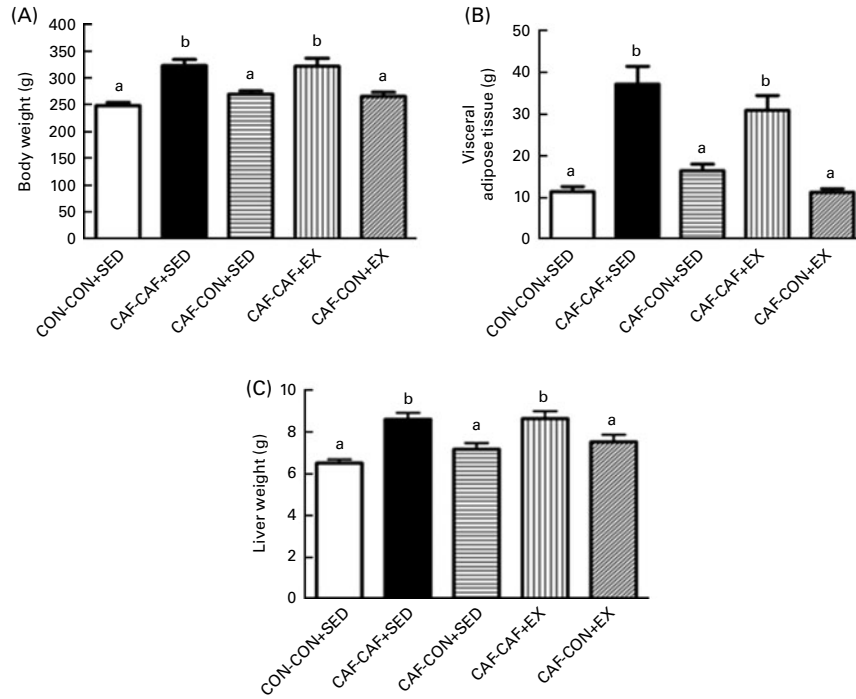 (A)
Body weight (g)
400
350
300
250
200
150
100
50
0
a
b
a
b
a
CON-CON+SED
CAF-CAF+SED
CAF-CON+SED
CAF-CAF+EX
CAF-CON+EX
(B)
Visceral
adipose tissue (g)
50
40
30
20
10
0
a
b
a
b
a
CON-CON+SED
CAF-CAF+SED
CAF-CON+SED
CAF-CAF+EX
CAF-CON+EX
(C)
Liver weight (g)
10
8
6
4
2
0
a
b
a
b
a
CON-CON+SED
CAF-CAF+SED
CAF-CON+SED
CAF-CAF+EX
CAF-CON+EX